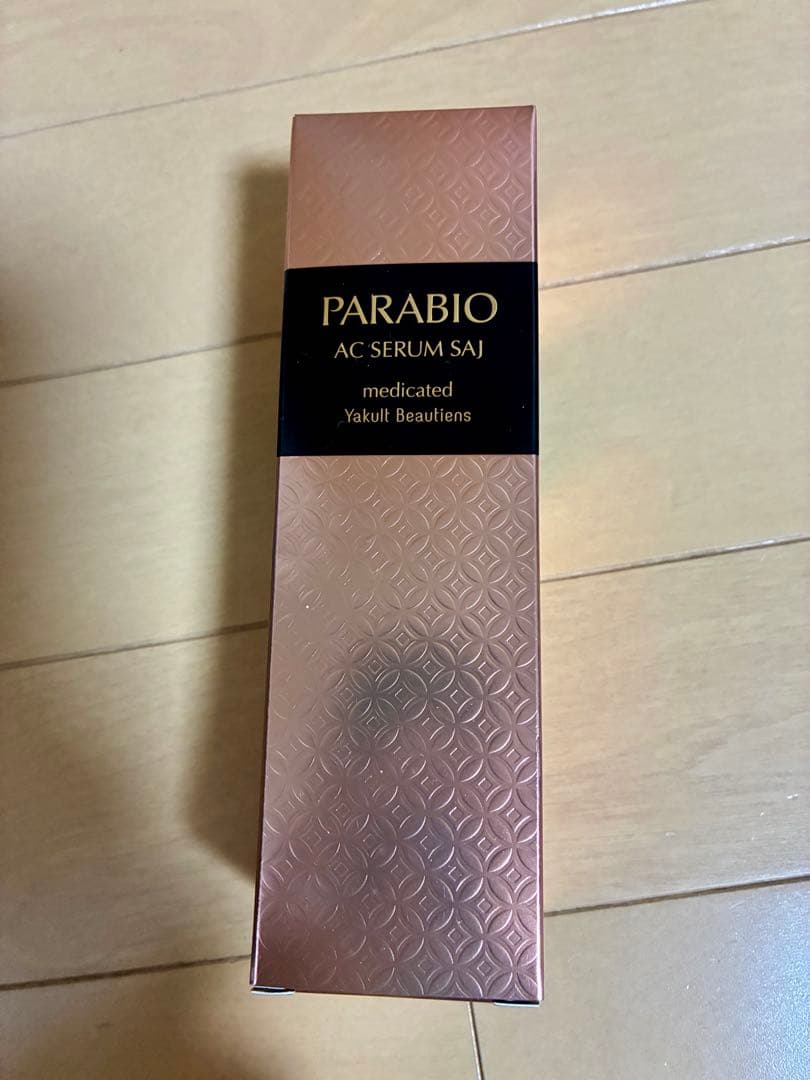 PARABIO
AC SERUM SAJ
medicated
Yakult Beautiens